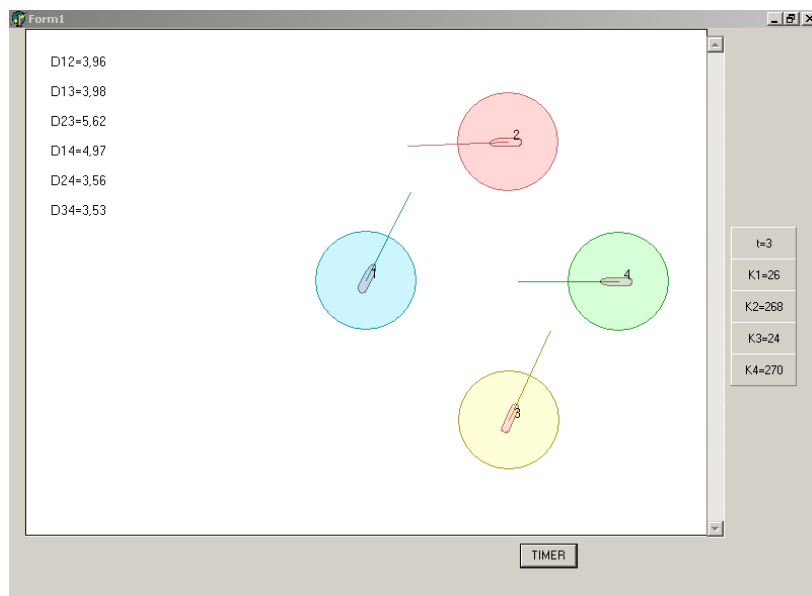 Form1
D12=3,96
D13=3,98
D23=5,62
D14=4,97
D24=3,56
D34=3,53
2
1
4
3
t=3
K1=26
K2=268
K3=24
K4=270
TIMER